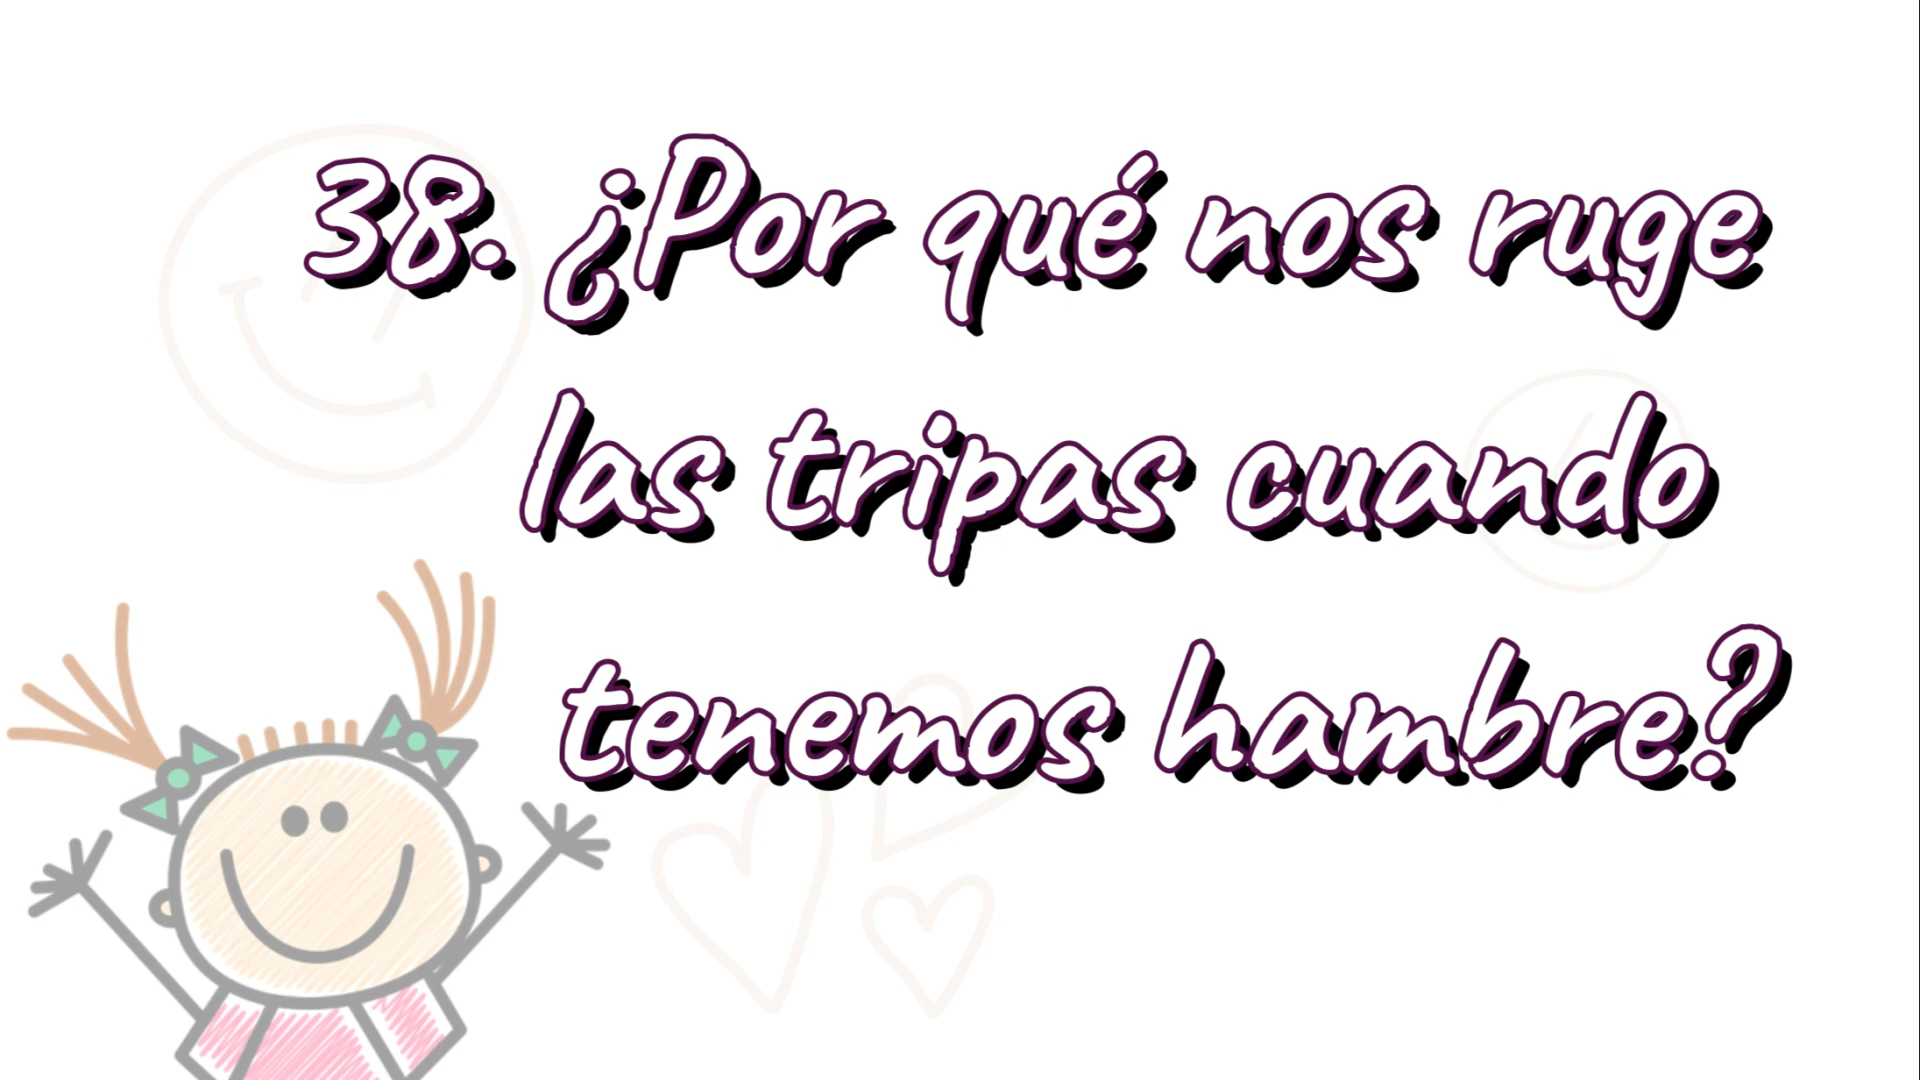 38. ¿Por qué nos ruge
las tripas cuando
tenemos hambre?